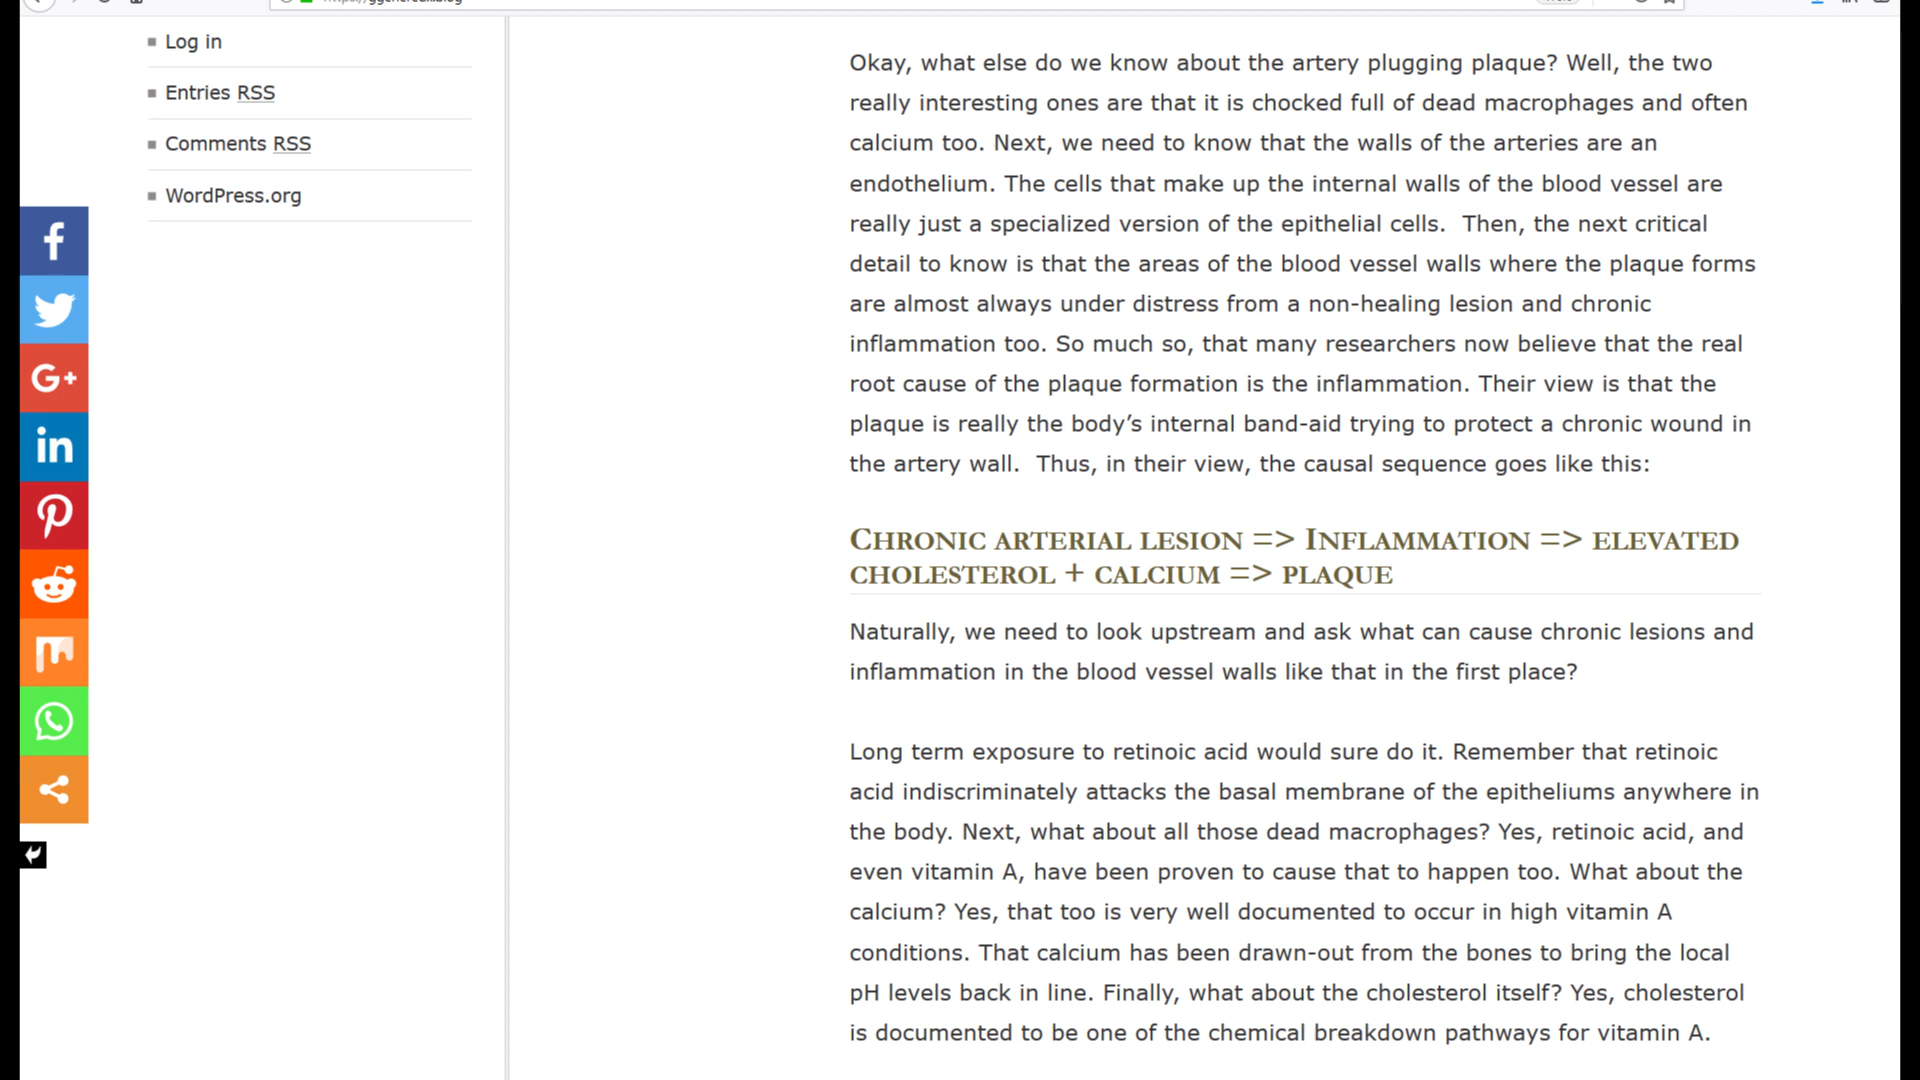 Log in
Entries RSS
Comments RSS
WordPress.org
Okay, what else do we know about the artery plugging plaque? Well, the two
really interesting ones are that it is chocked full of dead macrophages and often
calcium too. Next, we need to know that the walls of the arteries are an
endothelium. The cells that make up the internal walls of the blood vessel are
really just a specialized version of the epithelial cells.  Then, the next critical
detail to know is that the areas of the blood vessel walls where the plaque forms
are almost always under distress from a non-healing lesion and chronic
inflammation too. So much so, that many researchers now believe that the real
root cause of the plaque formation is the inflammation. Their view is that the
plaque is really the body’s internal band-aid trying to protect a chronic wound in
the artery wall.  Thus, in their view, the causal sequence goes like this:
Chronic arterial lesion => Inflammation => elevated
cholesterol + calcium => plaque
Naturally, we need to look upstream and ask what can cause chronic lesions and
inflammation in the blood vessel walls like that in the first place?
Long term exposure to retinoic acid would sure do it. Remember that retinoic
acid indiscriminately attacks the basal membrane of the epitheliums anywhere in
the body. Next, what about all those dead macrophages? Yes, retinoic acid, and
even vitamin A, have been proven to cause that to happen too. What about the
calcium? Yes, that too is very well documented to occur in high vitamin A
conditions. That calcium has been drawn-out from the bones to bring the local
pH levels back in line. Finally, what about the cholesterol itself? Yes, cholesterol
is documented to be one of the chemical breakdown pathways for vitamin A.